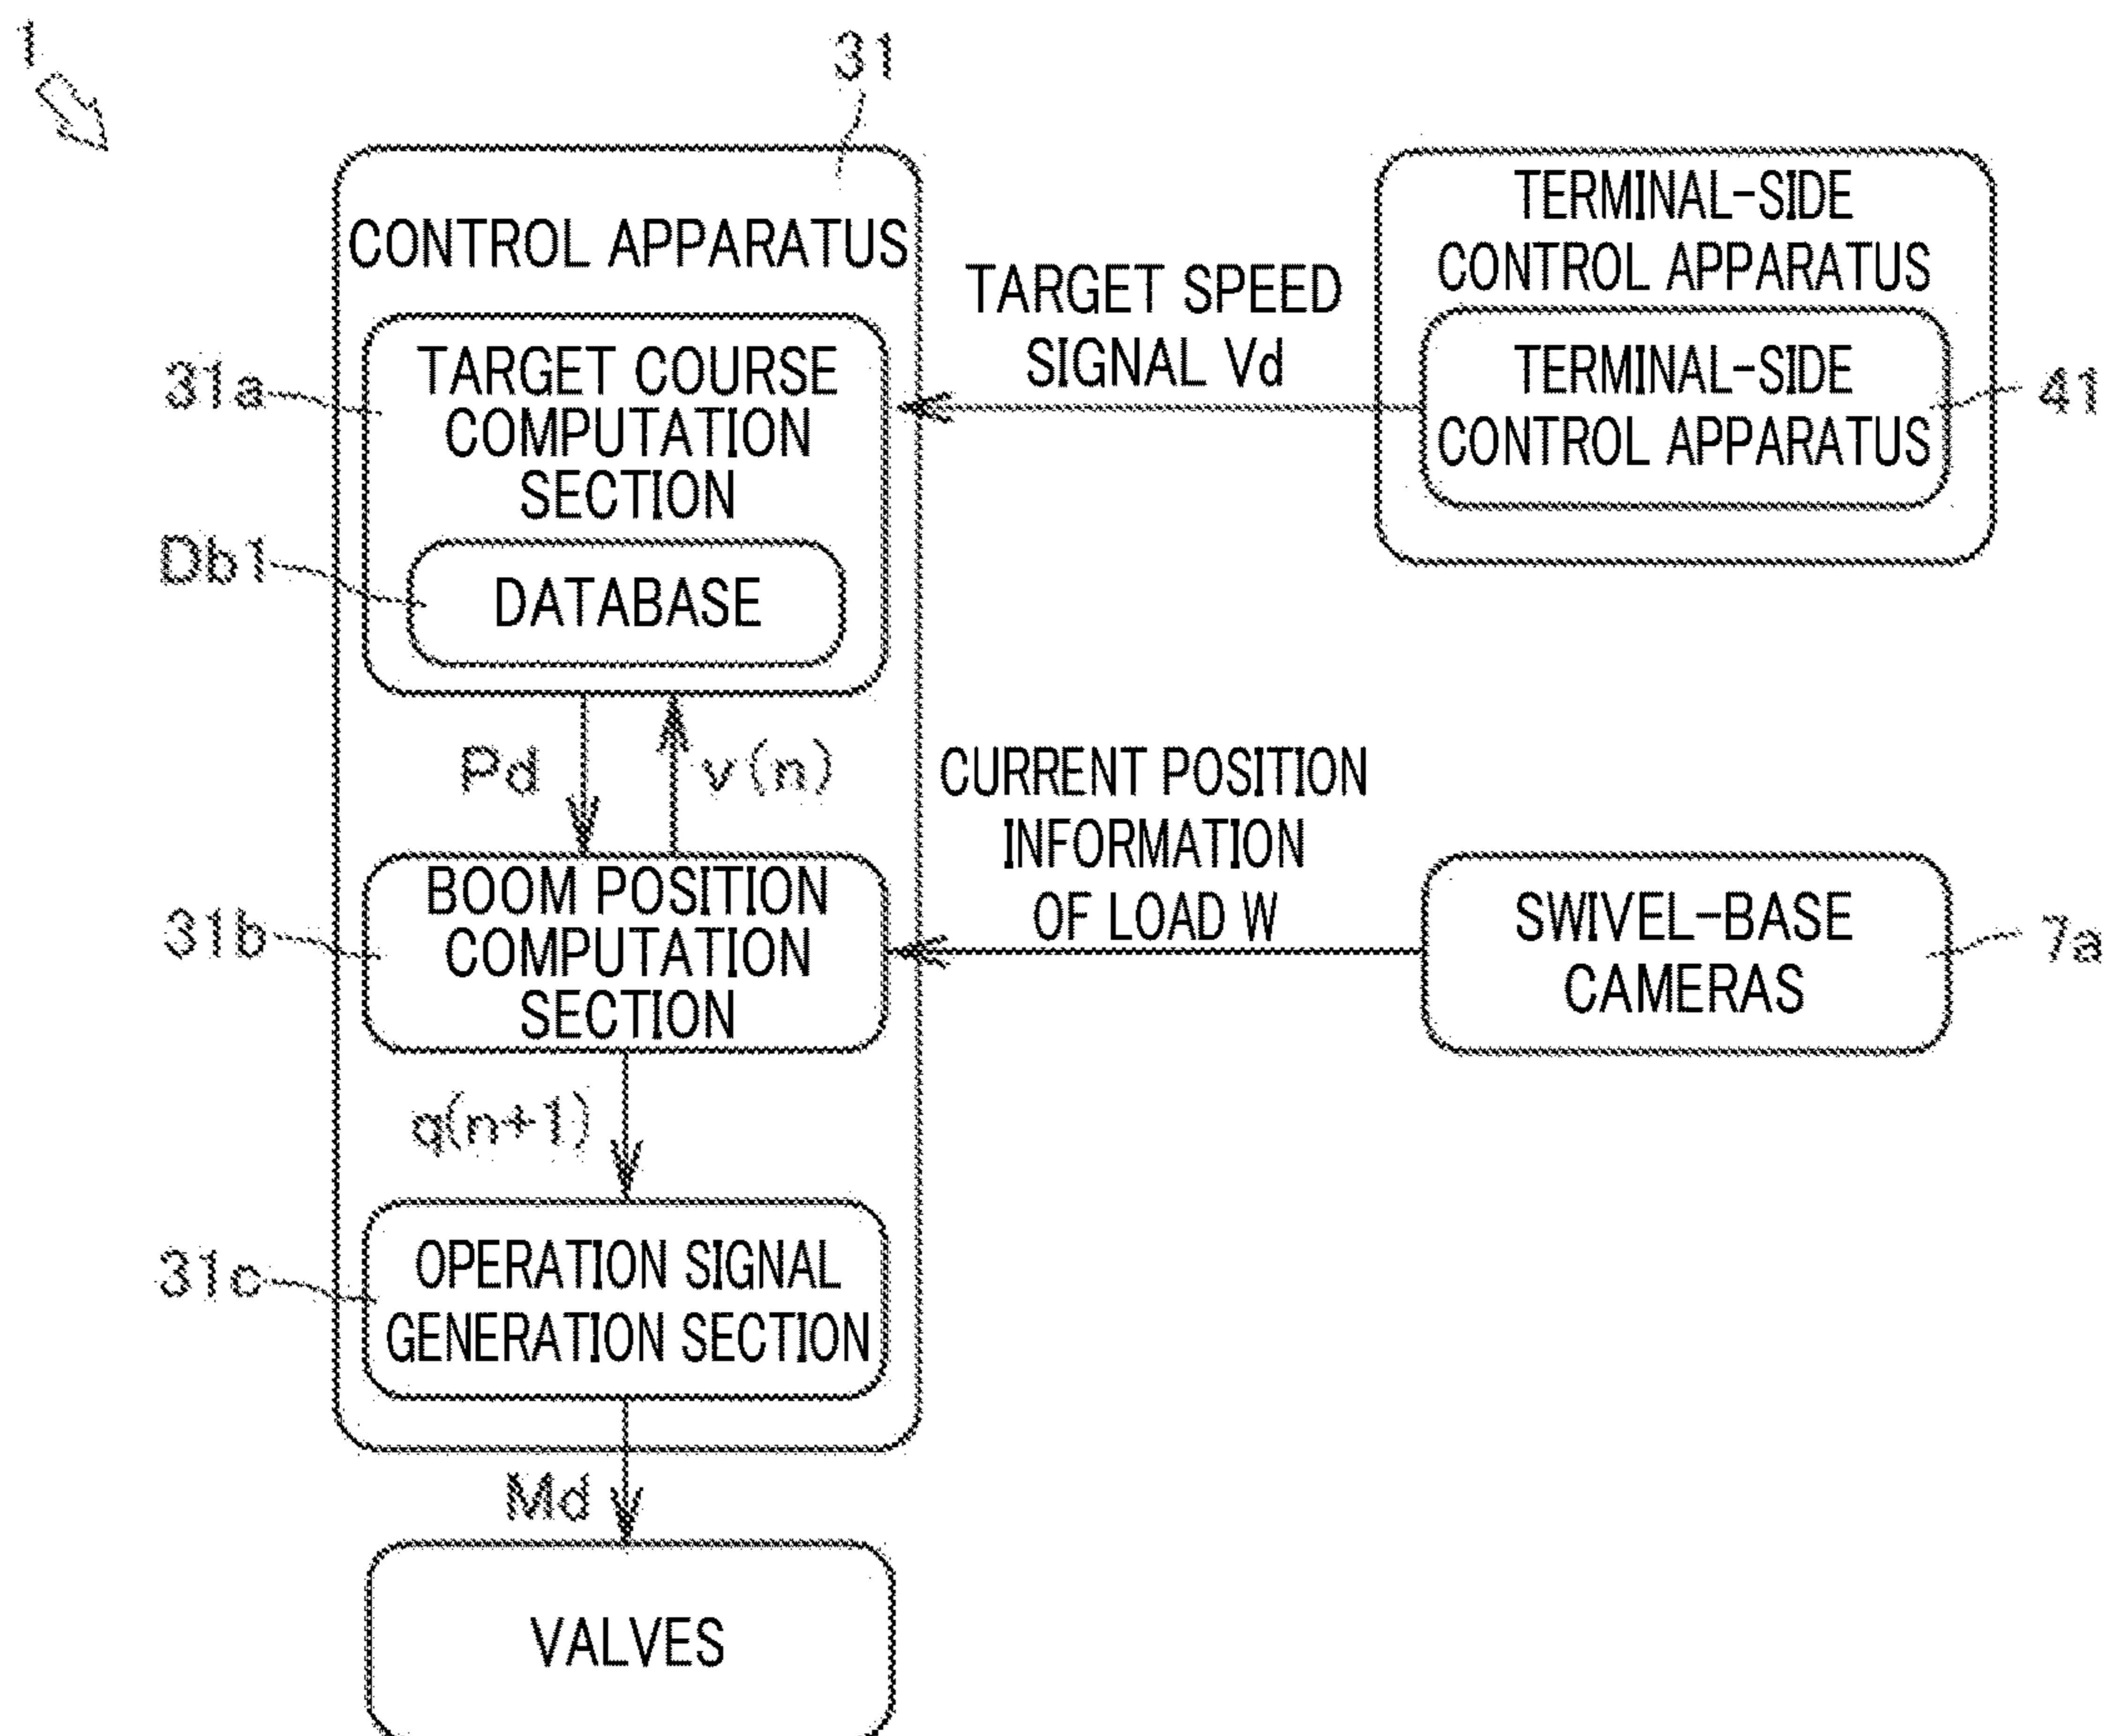 1
31
CONTROL APPARATUS
31a
TARGET COURSE
COMPUTATION
SECTION
Db1
DATABASE
TARGET SPEED
SIGNAL Vd
TERMINAL-SIDE
CONTROL APPARATUS
TERMINAL-SIDE
CONTROL APPARATUS
41
Pd
v(n)
31b
BOOM POSITION
COMPUTATION
SECTION
CURRENT POSITION
INFORMATION
OF LOAD W
SWIVEL-BASE
CAMERAS
7a
q(n+1)
31c
OPERATION SIGNAL
GENERATION SECTION
Md
VALVES